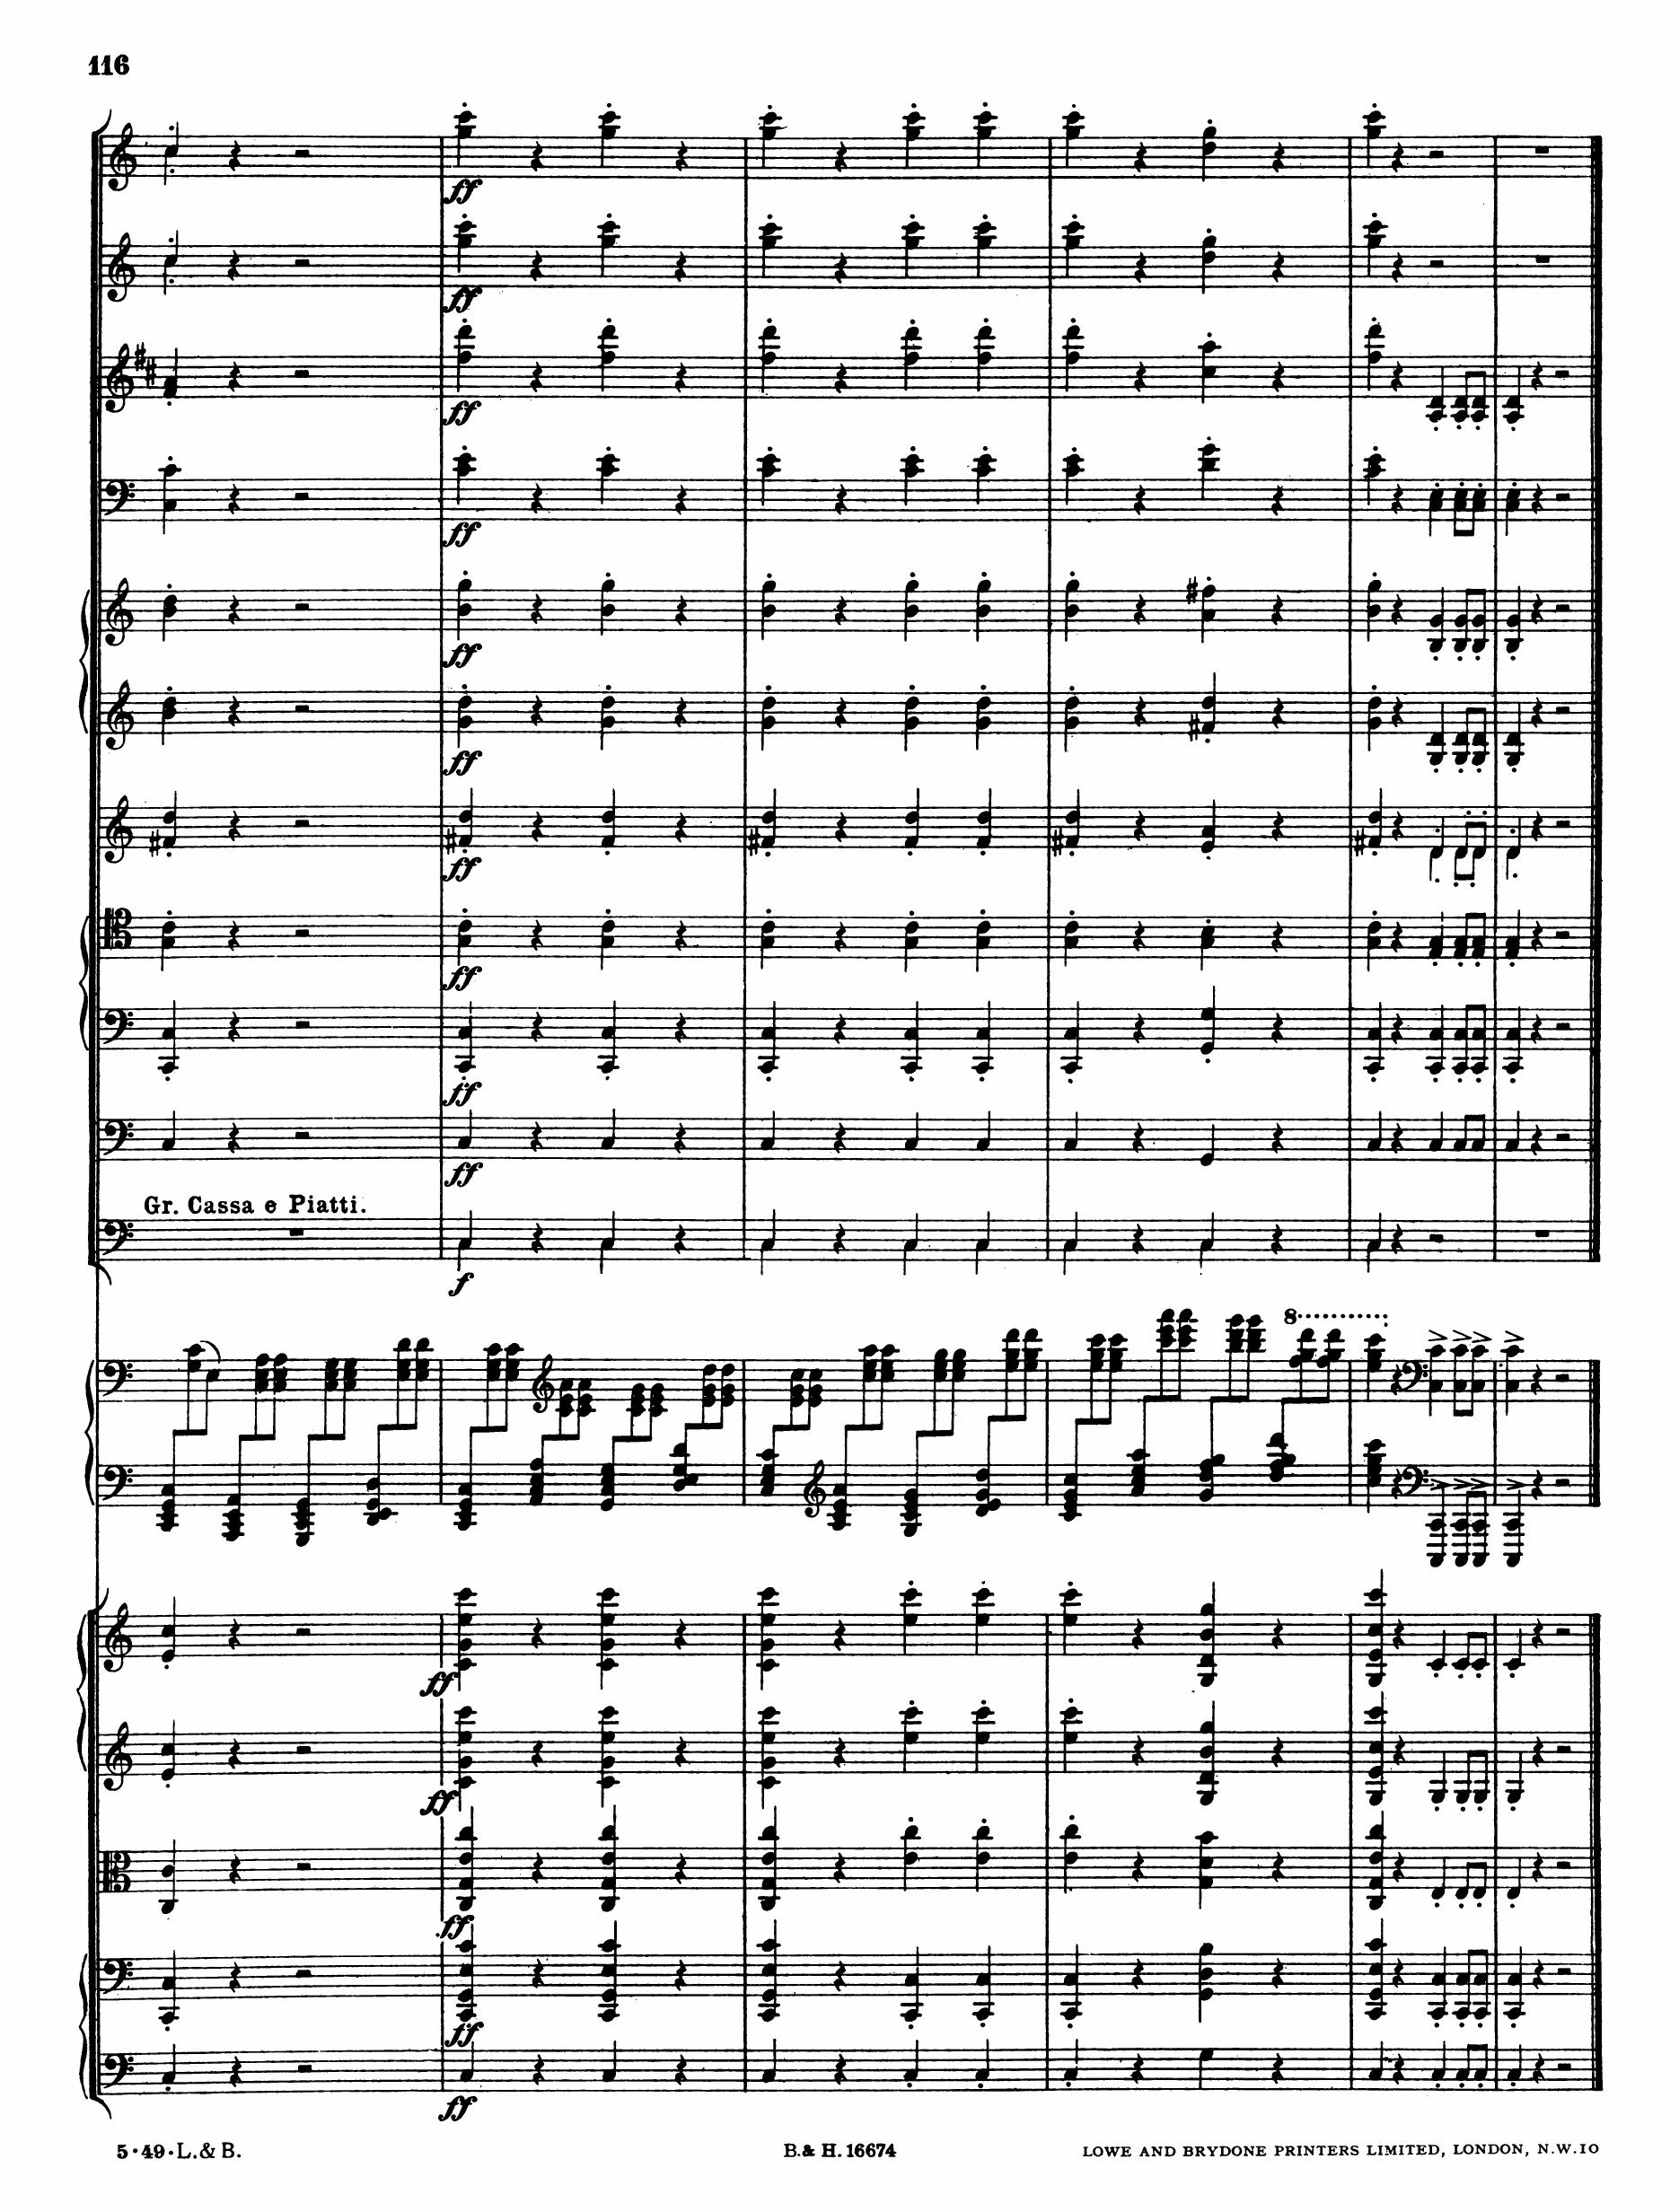 116
ff
ff
ff
ff
ff
ff
ff
ff
ff
ff
Gr. Cassa e Piatti.
f
8
ff
ff
ff
ff
ff
5·49·L.& B.
B.& H. 16674
LOWE AND BRYDONE PRINTERS LIMITED, LONDON, N.W.10